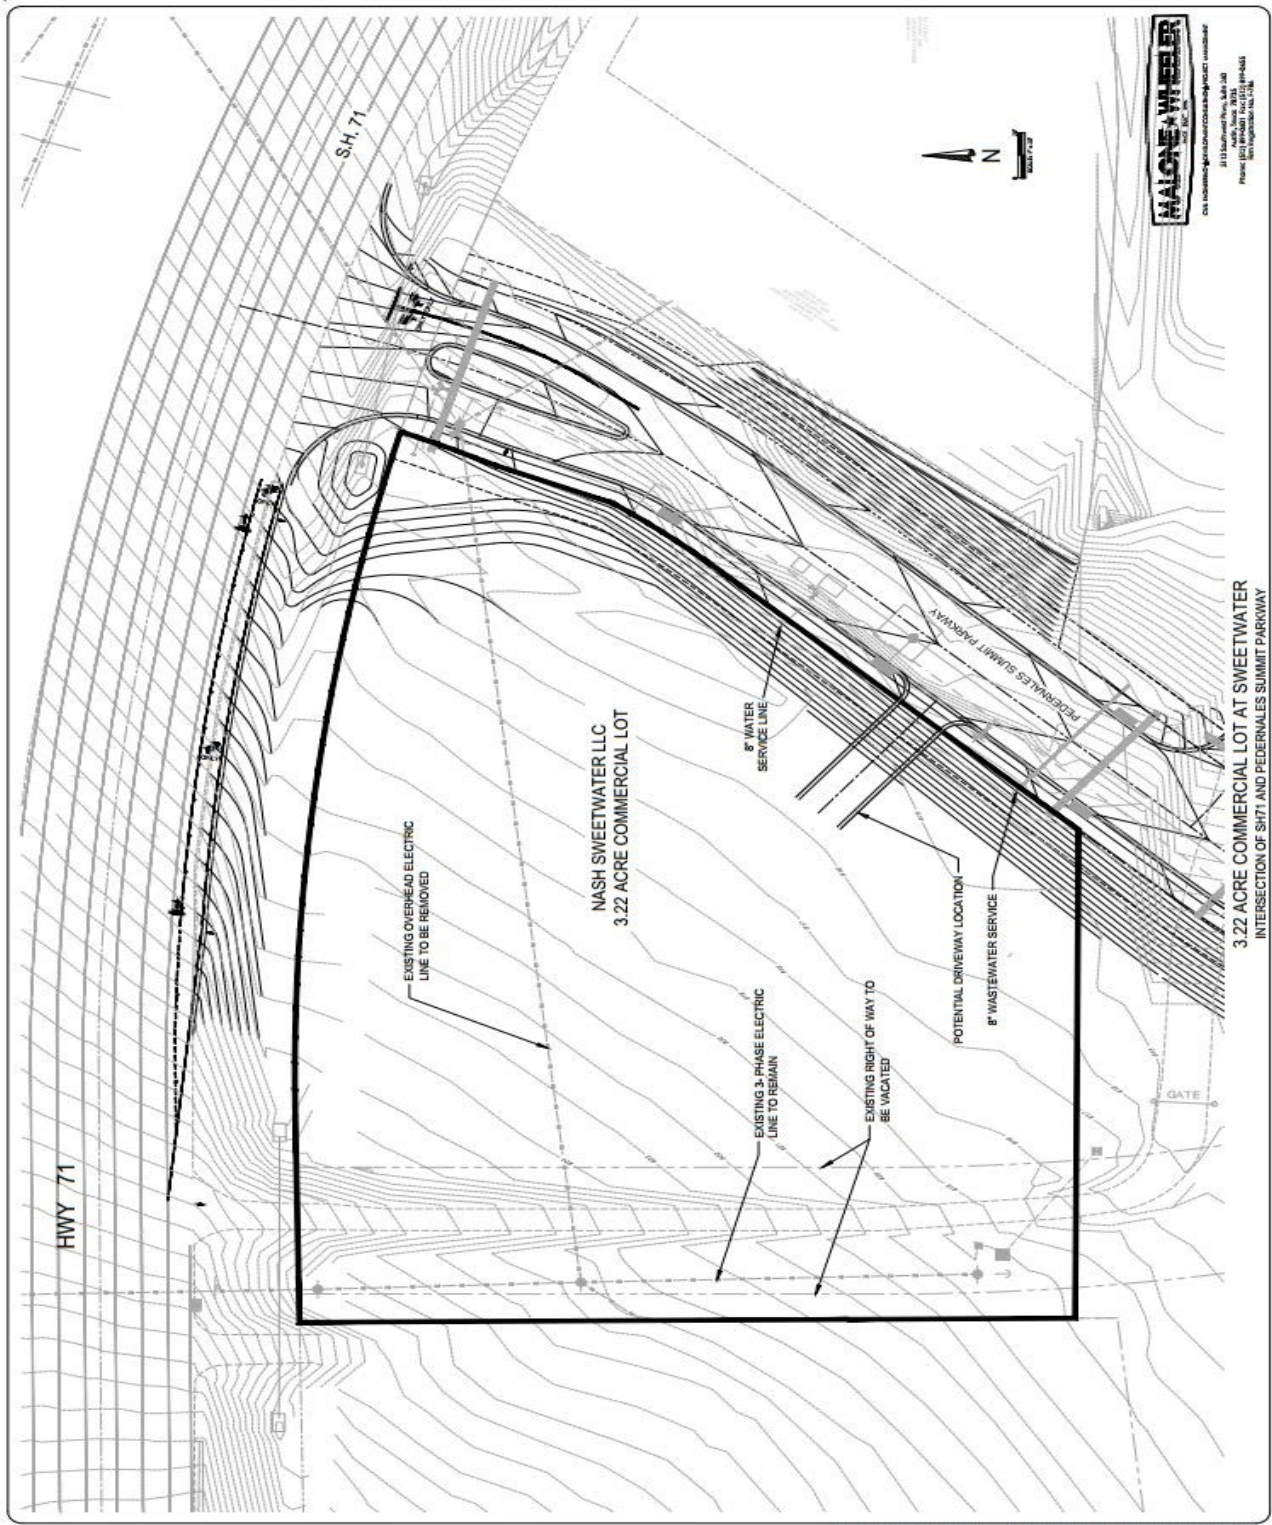 HWY 71
S.H. 71
EXISTING OVERHEAD ELECTRIC
LINE TO BE REMOVED
NASH SWEETWATER LLC
3.22 ACRE COMMERCIAL LOT
8" WATER
SERVICE LINE
EXISTING 3- PHASE ELECTRIC
LINE TO REMAIN
EXISTING RIGHT OF WAY TO
BE VACATED
POTENTIAL DRIVEWAY LOCATION
8" WASTEWATER SERVICE
PEDERNALES SUMMIT PARKWAY
GATE
N
MALONE★WHEELER
3.22 ACRE COMMERCIAL LOT AT SWEETWATER
INTERSECTION OF SH71 AND PEDERNALES SUMMIT PARKWAY